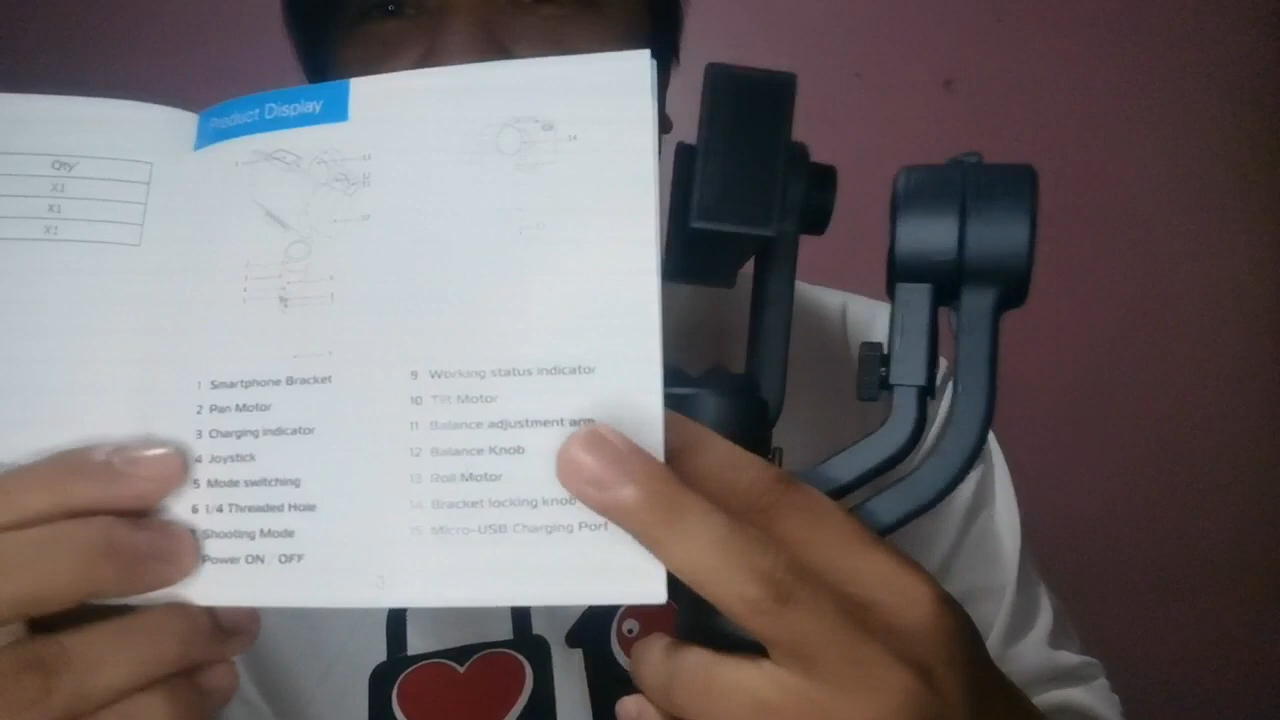 Product Display
Qty
X1
X1
X1
14
1 Smartphone Bracket
2 Pan Motor
3 Charging indicator
4 Joystick
5 Mode switching
6 1/4 Threaded Hole
Shooting Mode
Power ON / OFF
9 Working status indicator
10 Tilt Motor
11 Balance adjustment arm
12 Balance Knob
13 Roll Motor
14 Bracket locking knob
15 Micro-USB Charging Port
3